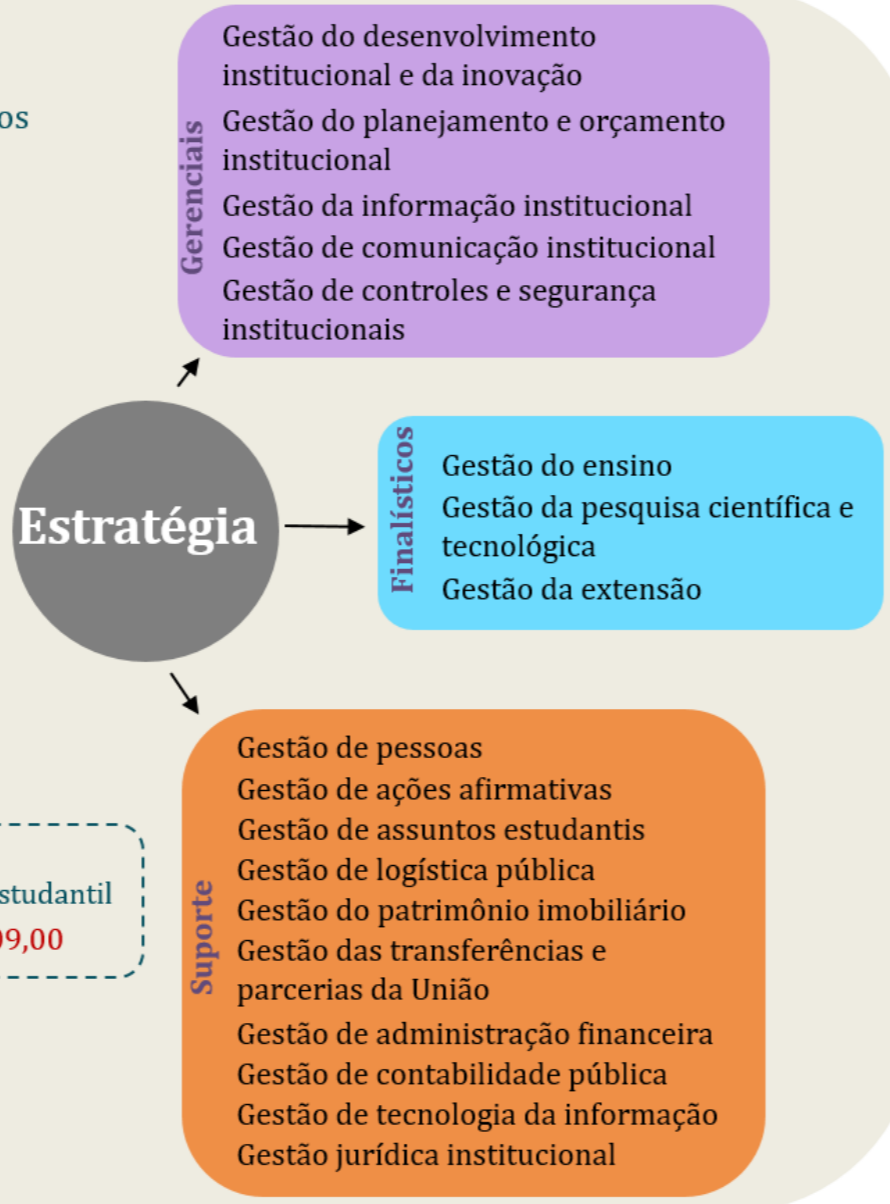 Gestão do desenvolvimento
institucional e da inovação
Gestão do planejamento e orçamento
institucional
Gestão da informação institucional
Gestão de comunicação institucional
Gestão de controles e segurança
institucionais
Gerenciais
os
Estratégia
Finalísticos
Gestão do ensino
Gestão da pesquisa científica e
tecnológica
Gestão da extensão
Suporte
Gestão de pessoas
Gestão de ações afirmativas
Gestão de assuntos estudantis
Gestão de logística pública
Gestão do patrimônio imobiliário
Gestão das transferências e
parcerias da União
Gestão de administração financeira
Gestão de contabilidade pública
Gestão de tecnologia da informação
Gestão jurídica institucional
studantil
09,00